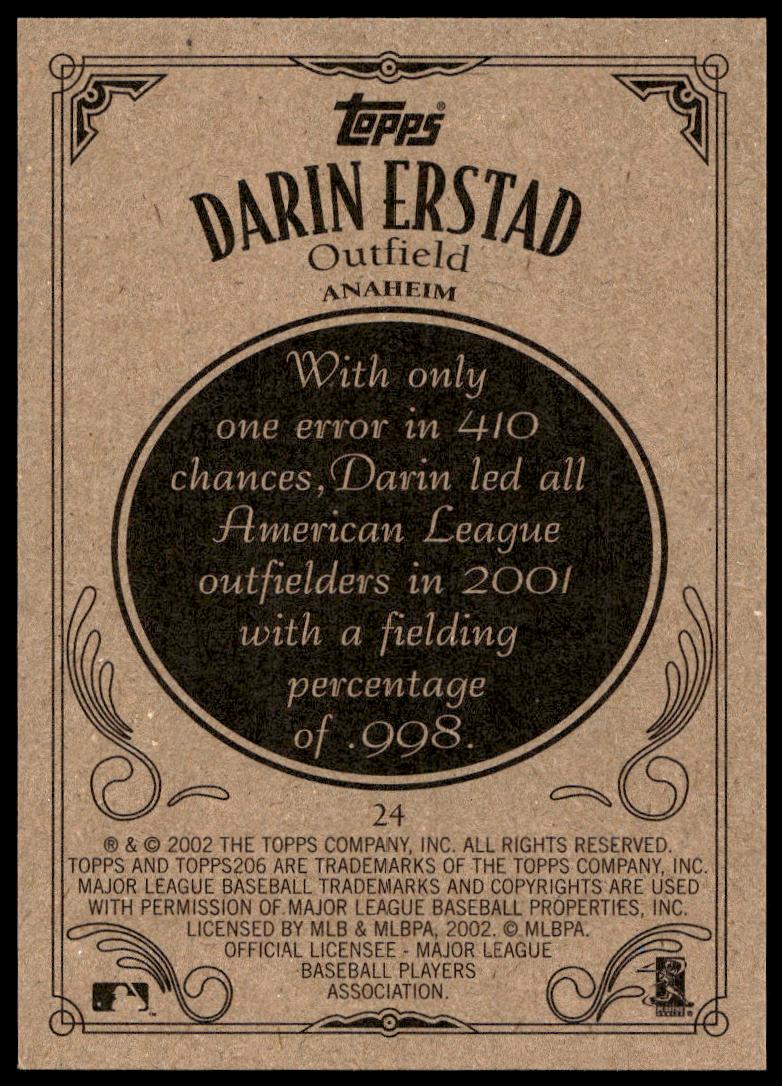 topps®
DARIN ERSTAD
Outfield
ANAHEIM
With only
one error in 410
chances, Darin led all
American League
outfielders in 2001
with a fielding
percentage
of .998.
24
® & © 2002 THE TOPPS COMPANY, INC. ALL RIGHTS RESERVED.
TOPPS AND TOPPS206 ARE TRADEMARKS OF THE TOPPS COMPANY, INC.
MAJOR LEAGUE BASEBALL TRADEMARKS AND COPYRIGHTS ARE USED
WITH PERMISSION OF MAJOR LEAGUE BASEBALL PROPERTIES, INC.
LICENSED BY MLB & MLBPA, 2002. © MLBPA.
OFFICIAL LICENSEE - MAJOR LEAGUE
BASEBALL PLAYERS
ASSOCIATION.